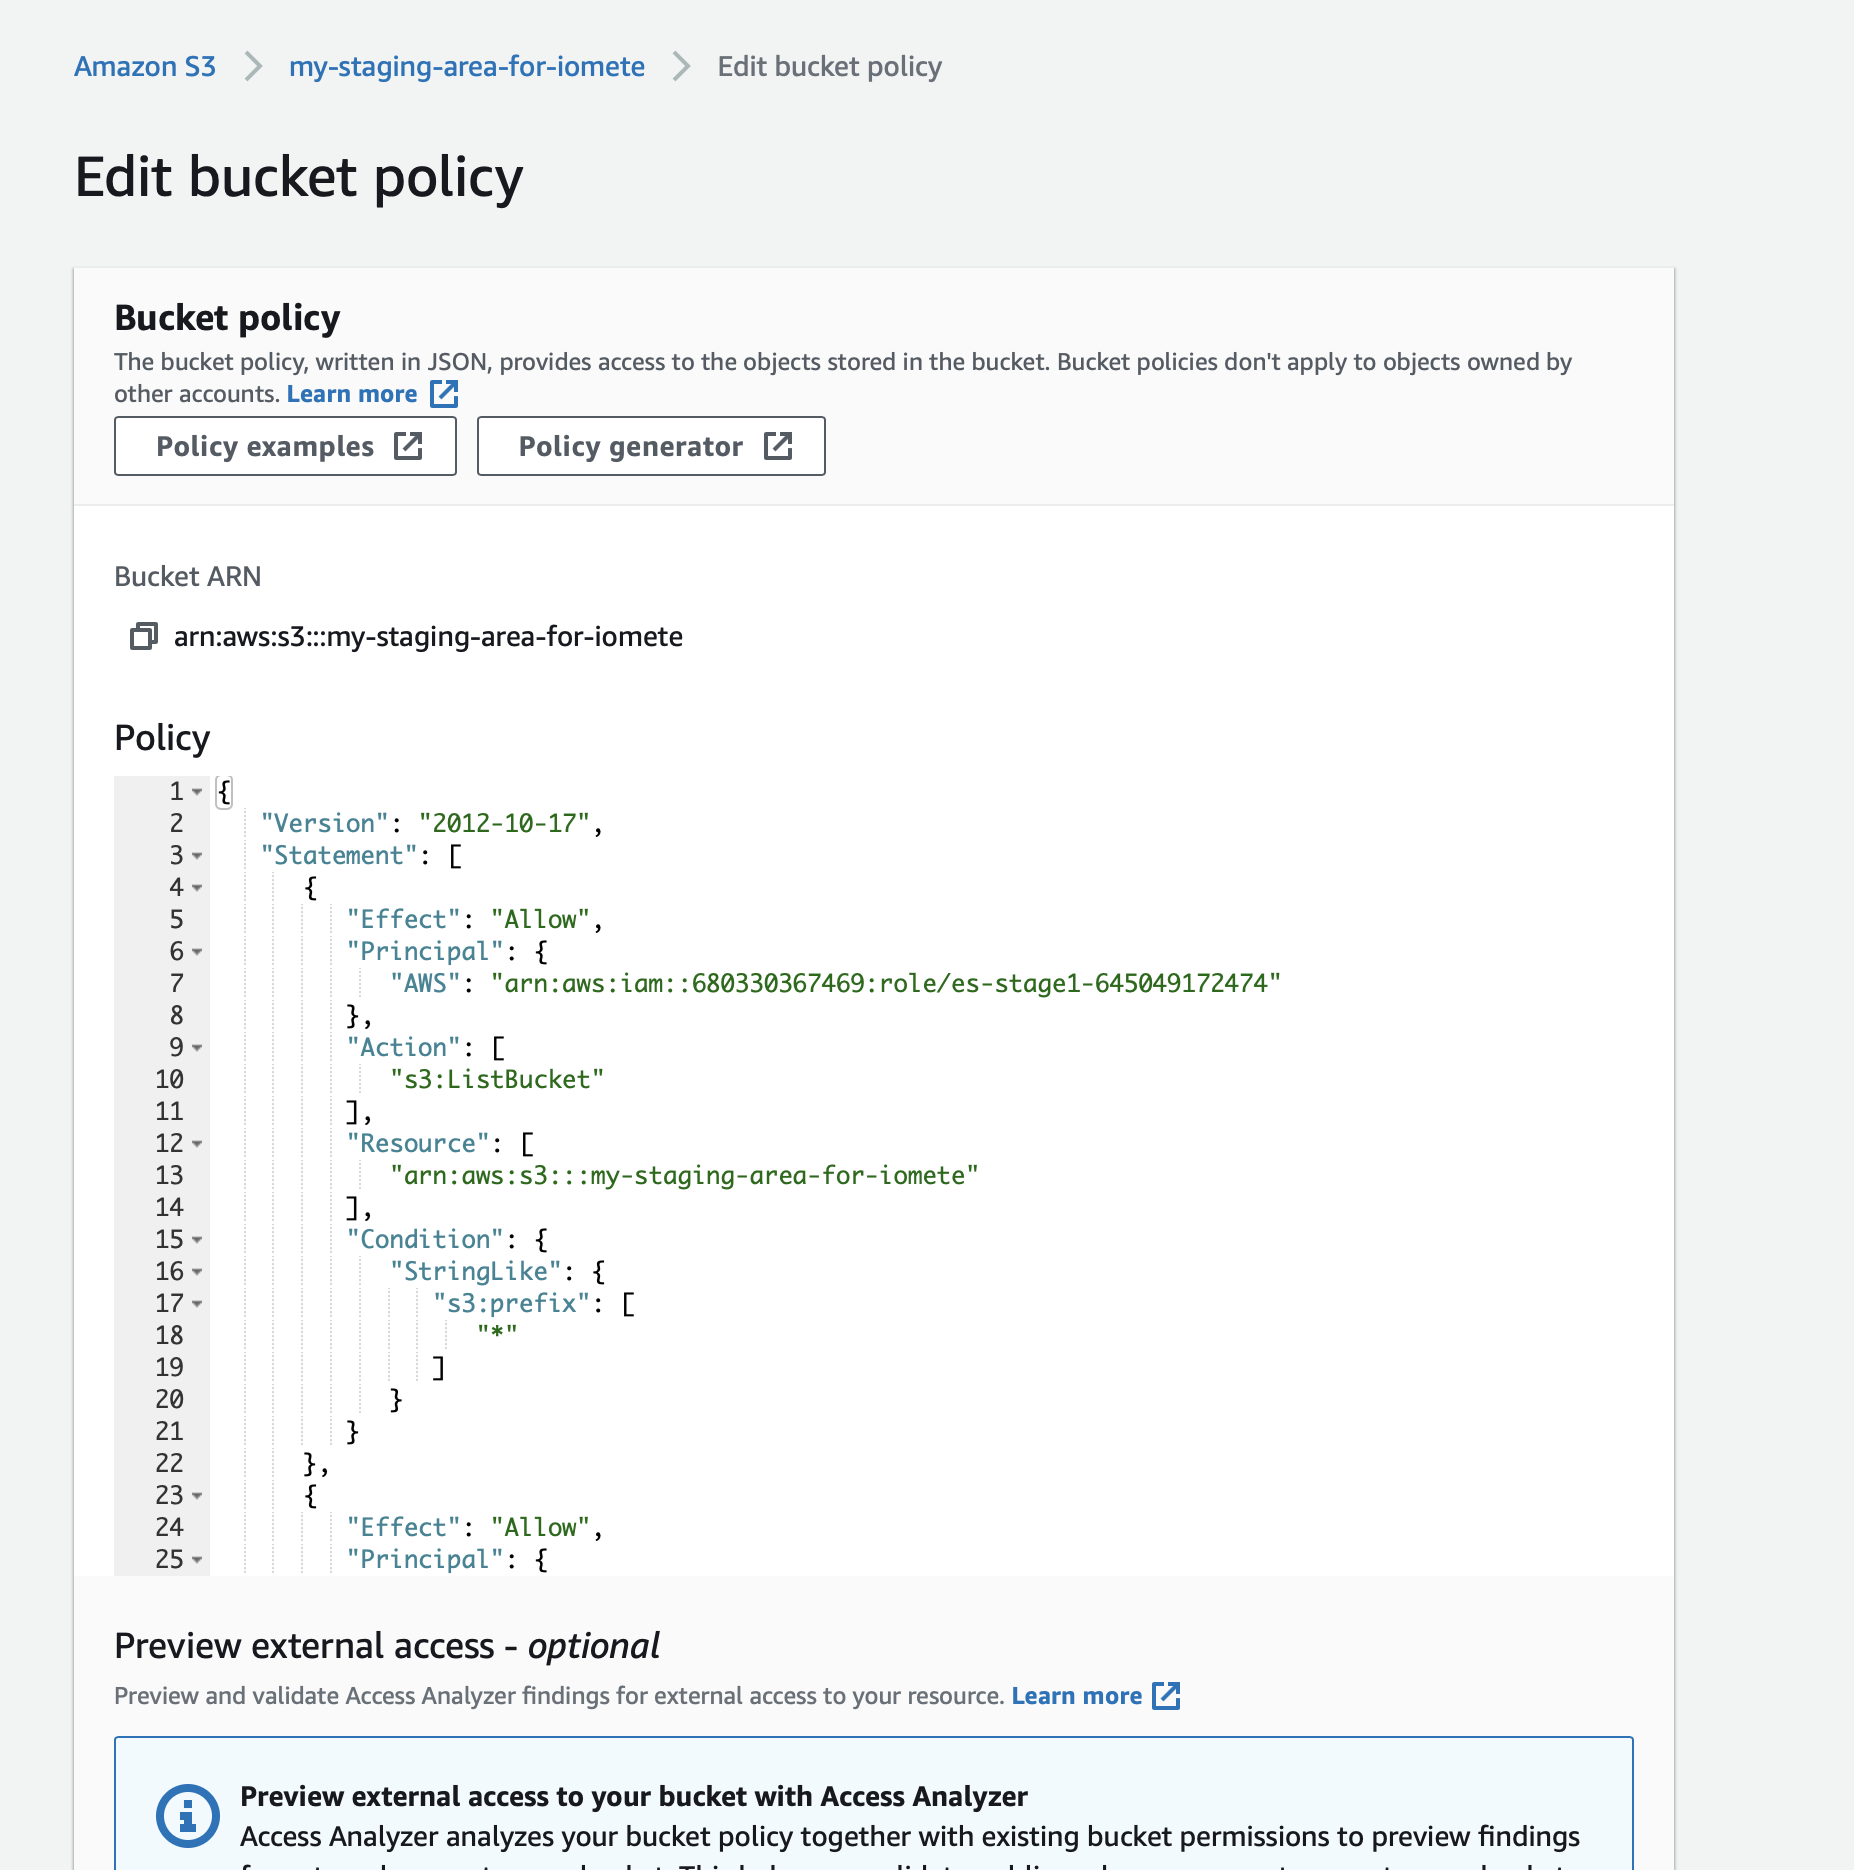 Amazon S3 > my-staging-area-for-iomete > Edit bucket policy
Edit bucket policy
Bucket policy
The bucket policy, written in JSON, provides access to the objects stored in the bucket. Bucket policies don't apply to objects owned by
other accounts. Learn more
Policy examples Policy generator
Bucket ARN
arn:aws:s3:::my-staging-area-for-iomete
Policy
1 {
2 "Version": "2012-10-17",
3 "Statement": [
4 {
5 "Effect": "Allow",
6 "Principal": {
7 "AWS": "arn:aws:iam::680330367469:role/es-stage1-645049172474"
8 },
9 "Action": [
10 "s3:ListBucket"
11 ],
12 "Resource": [
13 "arn:aws:s3:::my-staging-area-for-iomete"
14 ],
15 "Condition": {
16 "StringLike": {
17 "s3:prefix": [
18 "*"
19 ]
20 }
21 }
22 },
23 {
24 "Effect": "Allow",
25 "Principal": {
Preview external access - optional
Preview and validate Access Analyzer findings for external access to your resource. Learn more
Preview external access to your bucket with Access Analyzer
Access Analyzer analyzes your bucket policy together with existing bucket permissions to preview findings